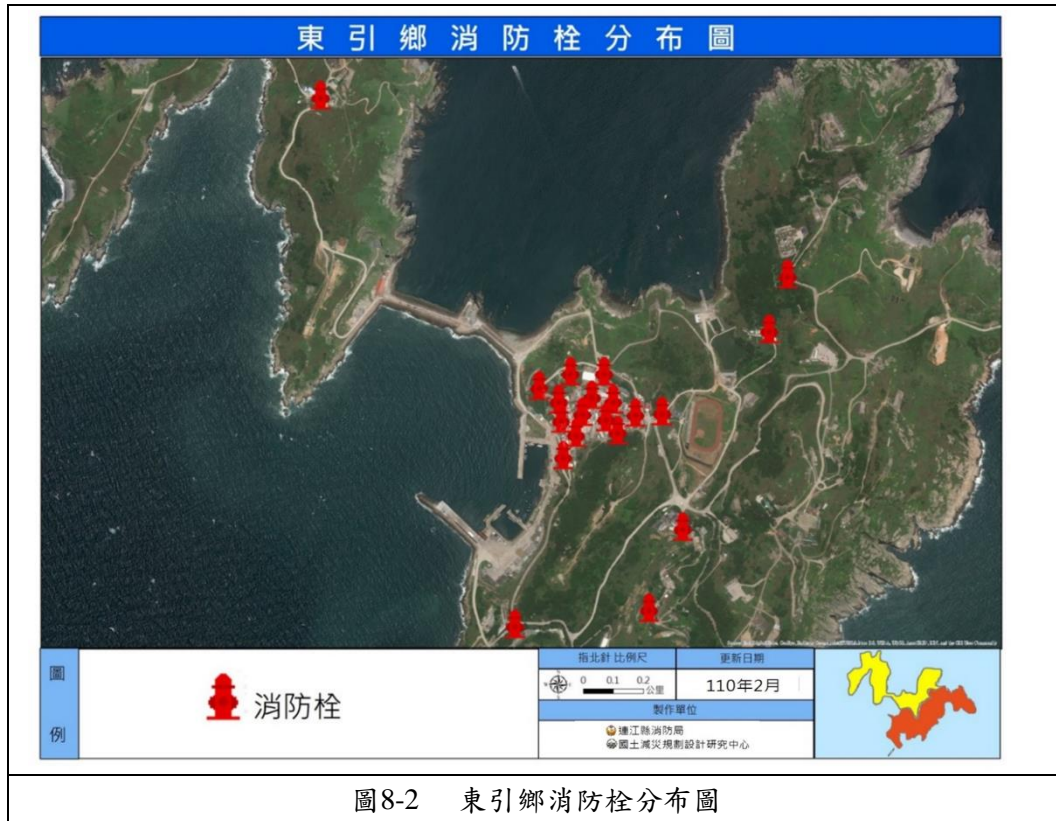 東引鄉消防栓分布圖
圖例
消防栓
指北針 比例尺
0 0.1 0.2
公里
更新日期
110年2月
製作單位
連江縣消防局
國土減災規劃設計研究中心
圖8-2 東引鄉消防栓分布圖